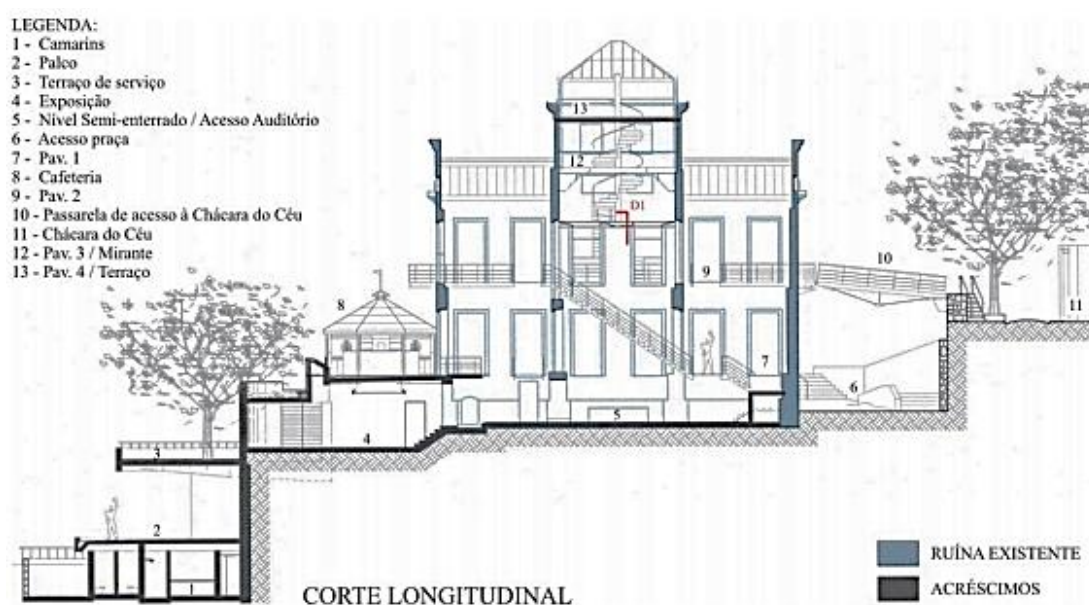 LEGENDA:
1 - Camarins
2 - Palco
3 - Terraço de serviço
4 - Exposição
5 - Nível Semi-enterrado / Acesso Auditório
6 - Acesso praça
7 - Pav. 1
8 - Cafeteria
9 - Pav. 2
10 - Passarela de acesso à Chácara do Céu
11 - Chácara do Céu
12 - Pav. 3 / Mirante
13 - Pav. 4 / Terraço
13
12
D1
9
10
11
8
7
6
5
4
3
2
1
RUÍNA EXISTENTE
ACRÉSCIMOS
CORTE LONGITUDINAL